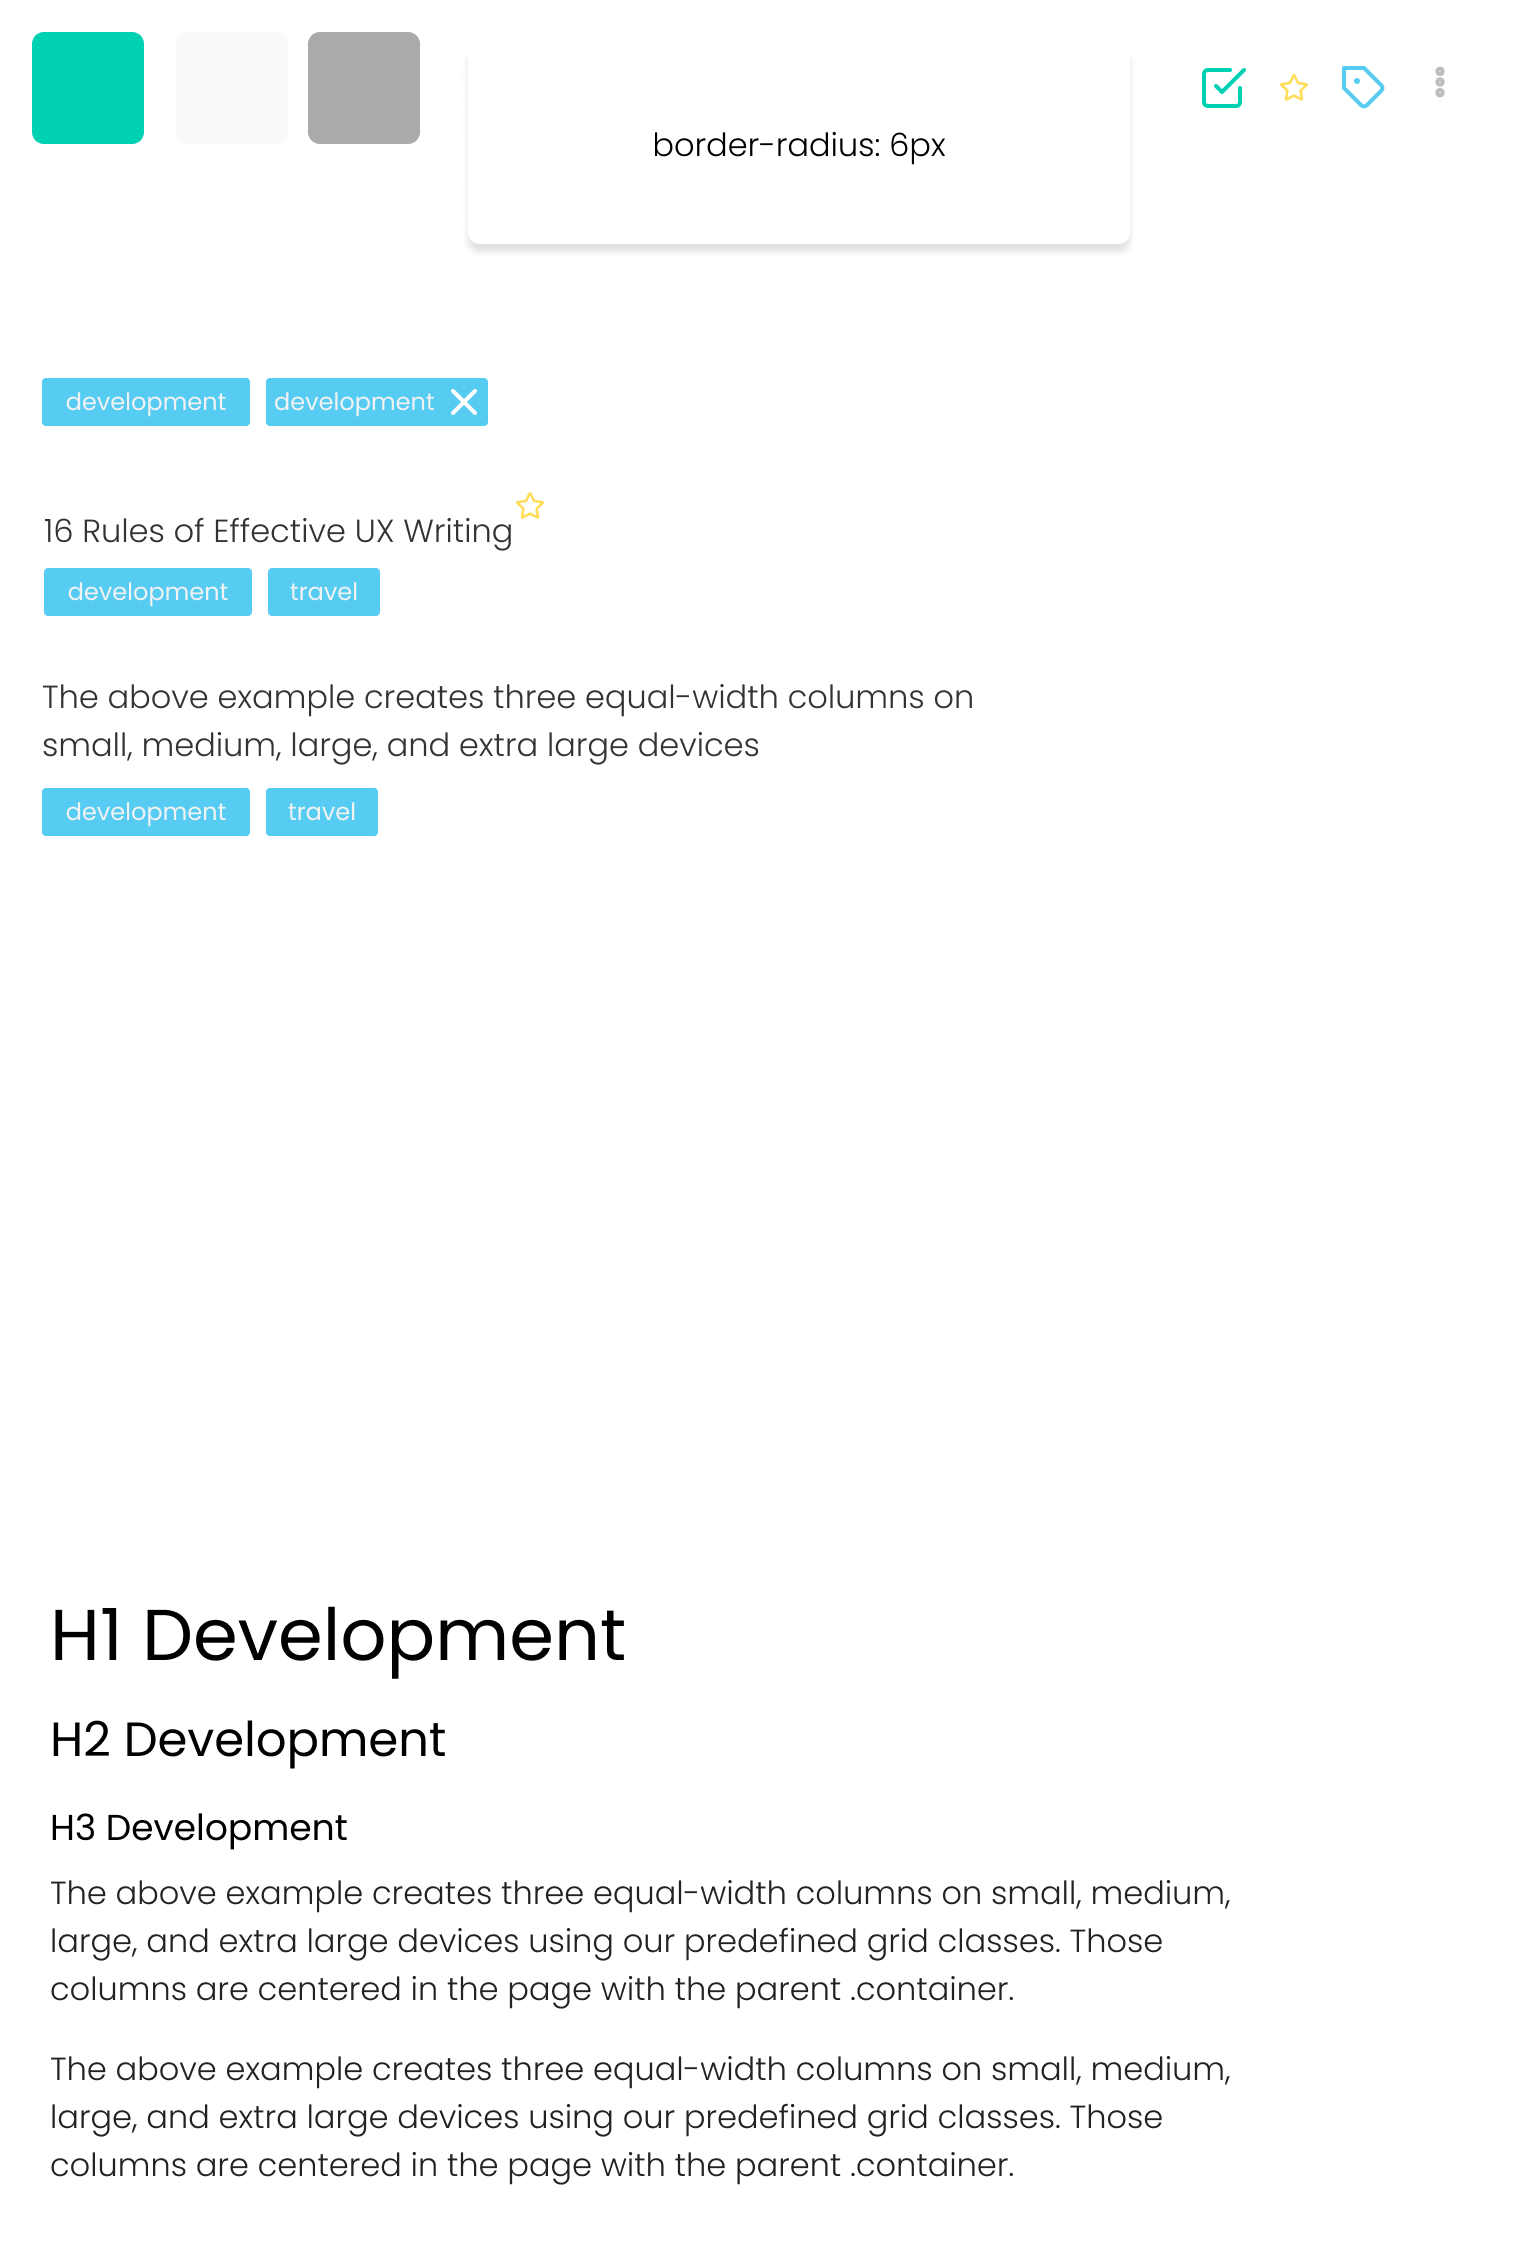 border-radius: 6px
development
development
16 Rules of Effective UX Writing
development
travel
The above example creates three equal-width columns on
small, medium, large, and extra large devices
development
travel
H1 Development
H2 Development
H3 Development
The above example creates three equal-width columns on small, medium,
large, and extra large devices using our predefined grid classes. Those
columns are centered in the page with the parent .container.
The above example creates three equal-width columns on small, medium,
large, and extra large devices using our predefined grid classes. Those
columns are centered in the page with the parent .container.